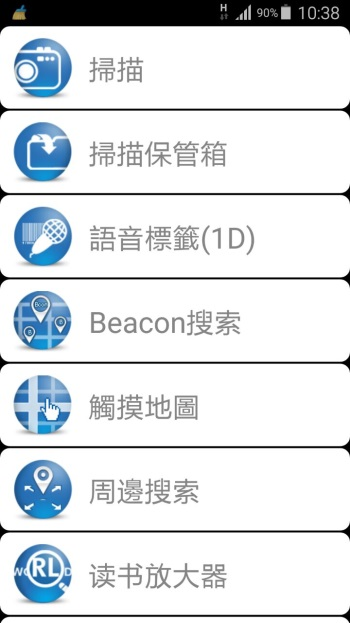 H 90% 10:38
掃描
掃描保管箱
語音標籤(1D)
Beacon搜索
觸摸地圖
周邊搜索
读书放大器
RL